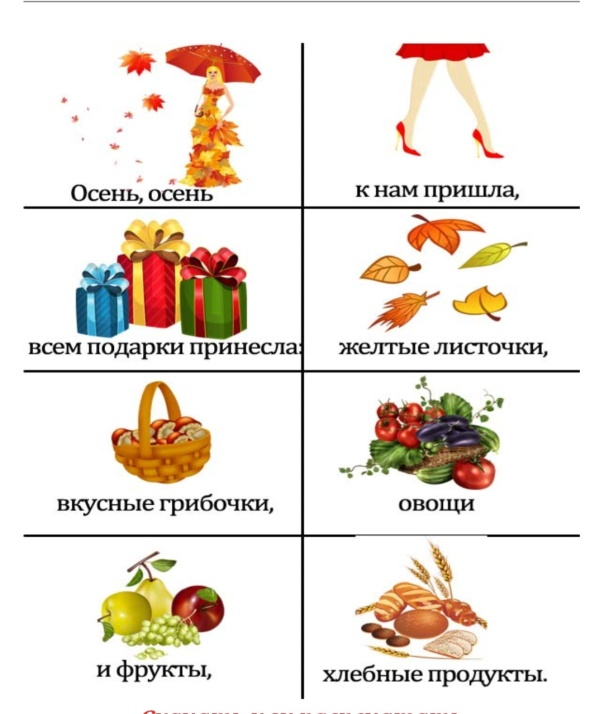 Осень, осень
к нам пришла,
всем подарки принесла:
желтые листочки,
вкусные грибочки,
овощи
и фрукты,
хлебные продукты.